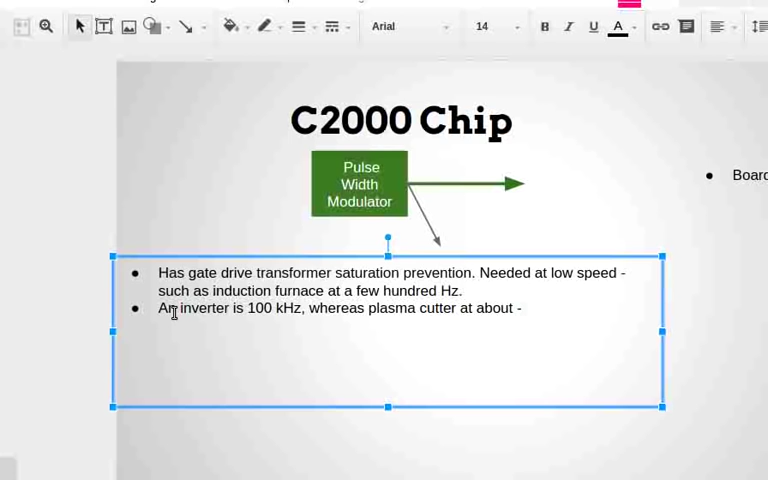 Arial 14 B I U A
C2000 Chip
Pulse
Width
Modulator
Board
Has gate drive transformer saturation prevention. Needed at low speed -
such as induction furnace at a few hundred Hz.
An inverter is 100 kHz, whereas plasma cutter at about -